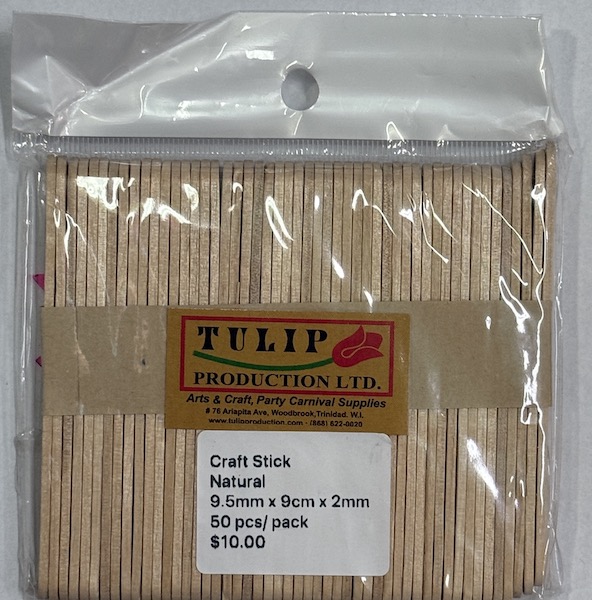 TULIP
PRODUCTION LTD.
Arts & Craft, Party Carnival Supplies
# 76 Ariapita Ave, Woodbrook,Trinidad. W.I.
www.tulipproduction.com - (868) 622-0020
Craft Stick
Natural
9.5mm x 9cm x 2mm
50 pcs/ pack
$10.00